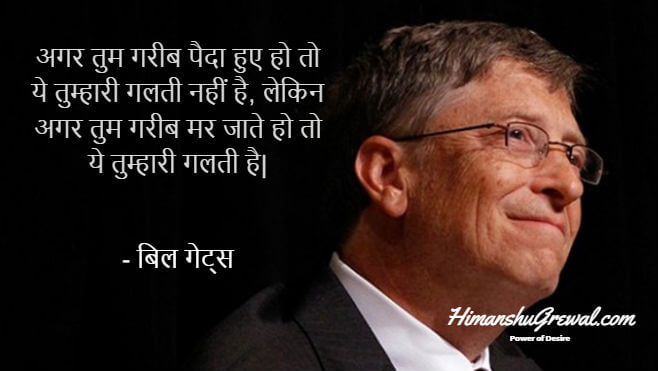 अगर तुम गरीब पैदा हुए हो तो
ये तुम्हारी गलती नहीं है, लेकिन
अगर तुम गरीब मर जाते हो तो
ये तुम्हारी गलती है|
- बिल गेट्स
HimanshuGrewal.com
Power of Desire